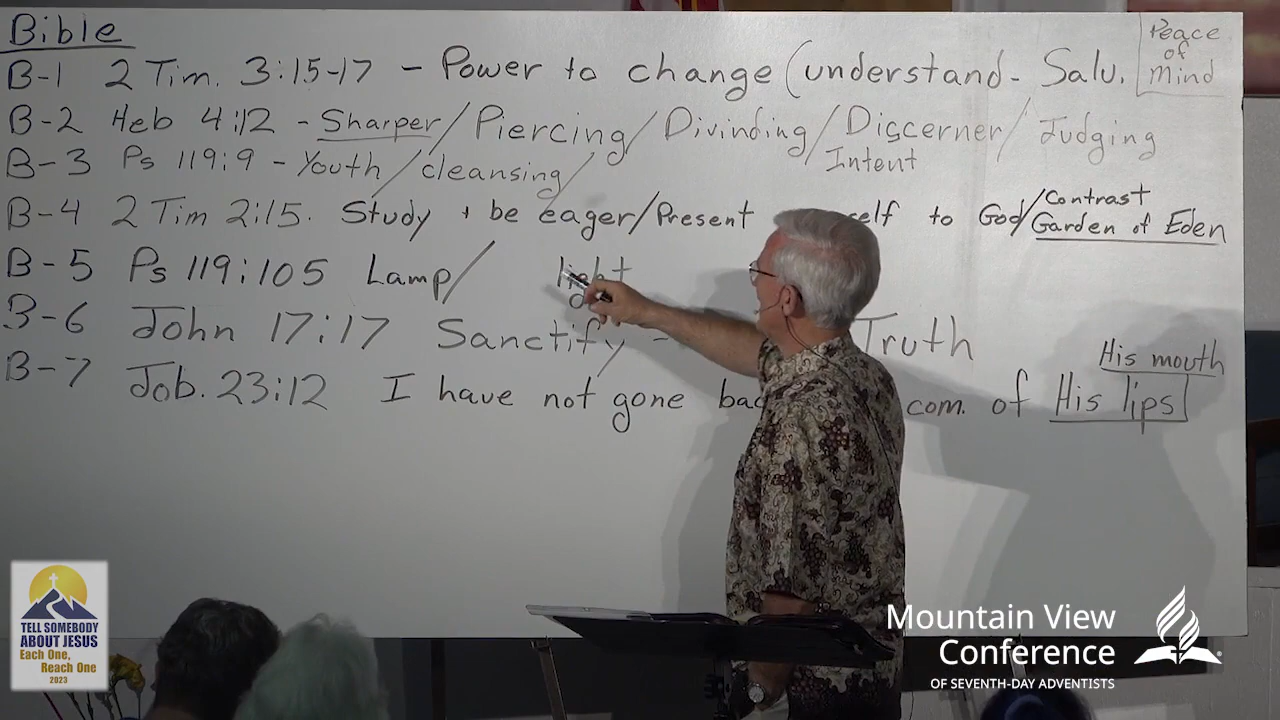 Bible
Peace
of
mind
B-1 2 Tim. 3:15-17 - Power to change (understand- Salv.
B-2 Heb 4:12 - Sharper/Piercing/Divinding/Discerner/Judging
Intent
B-3 Ps 119:9 - Youth/cleansing/
B-4 2 Tim 2:15. Study + be eager/Present self to God/Contrast
Garden of Eden
B-5 Ps 119:105 Lamp/ light
B-6 John 17:17 Sanctify - Truth
His mouth
B-7 Job. 23:12 I have not gone com. of His lips
TELL SOMEBODY
ABOUT JESUS
Each One,
Reach One
2023
Mountain View
Conference
OF SEVENTH-DAY ADVENTISTS